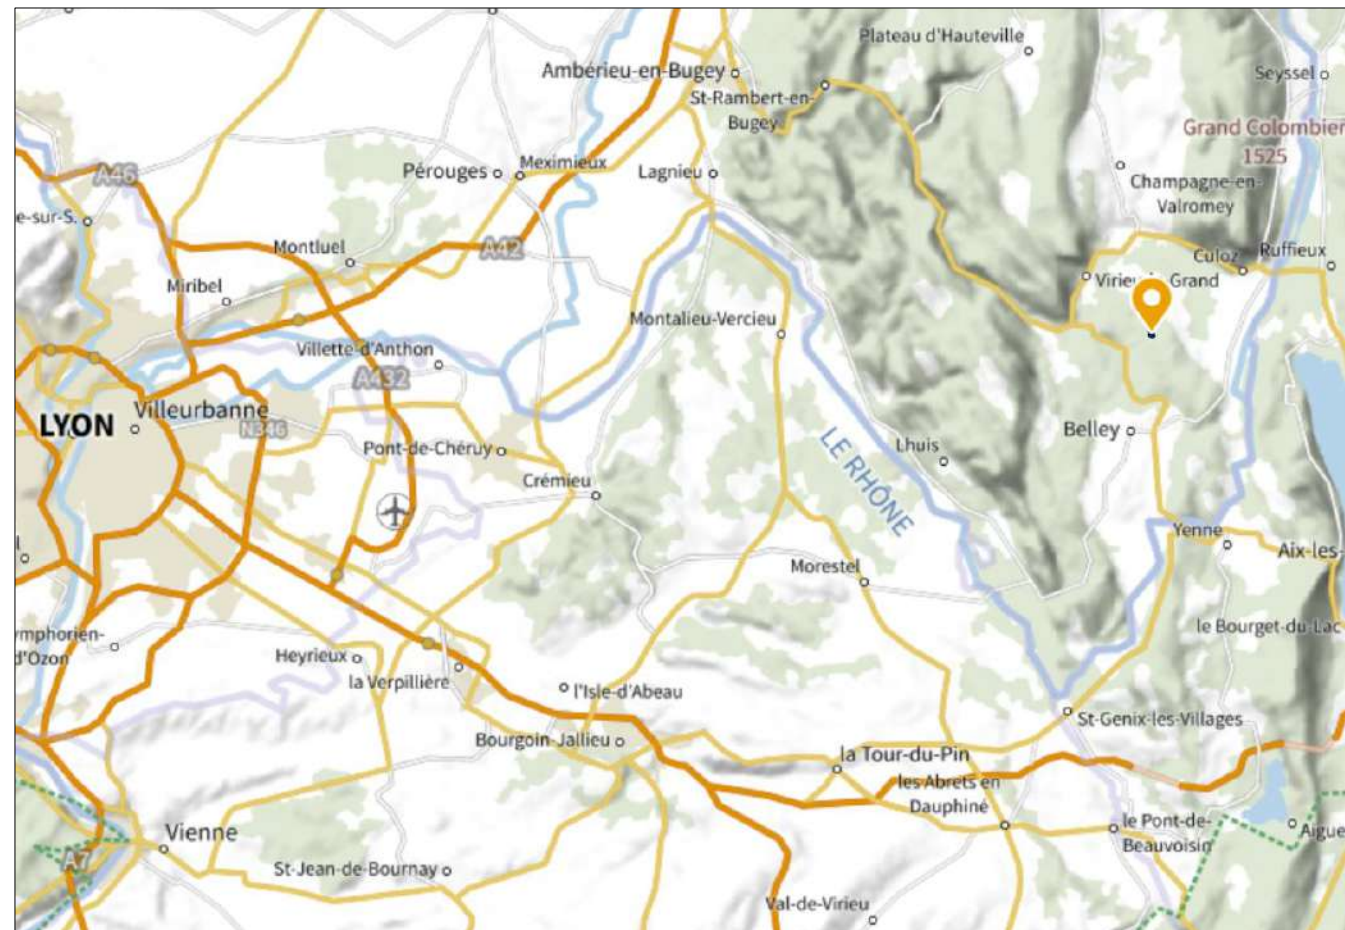 Plateau d'Hauteville
Ambérieu-en-Bugey
Seyssel
St-Rambert-en-
Bugey
Grand Colombier
1525
A46
Pérouges
Meximieux
Lagnieu
Champagne-en-
Valromey
e-sur-S.
Montluel
A42
Culoz
Ruffieux
Miribel
Grand
Montalieu-Vercieu
Villette-d'Anthon
A432
LYON
Villeurbanne
N346
Pont-de-Chéruy
LE RHÔNE
Lhuis
Belley
Crémieu
Yenne
Aix-les-
Morestel
ymphorien-
d'Ozon
le Bourget-du-Lac
Heyrieux
la Verpillière
l'Isle-d'Abeau
St-Genix-les-Villages
Bourgoin-Jallieu
la Tour-du-Pin
les Abrets en
Dauphiné
le Pont-de-
Beauvoisin
Aigue
Vienne
A7
St-Jean-de-Bournay
Val-de-Virieu